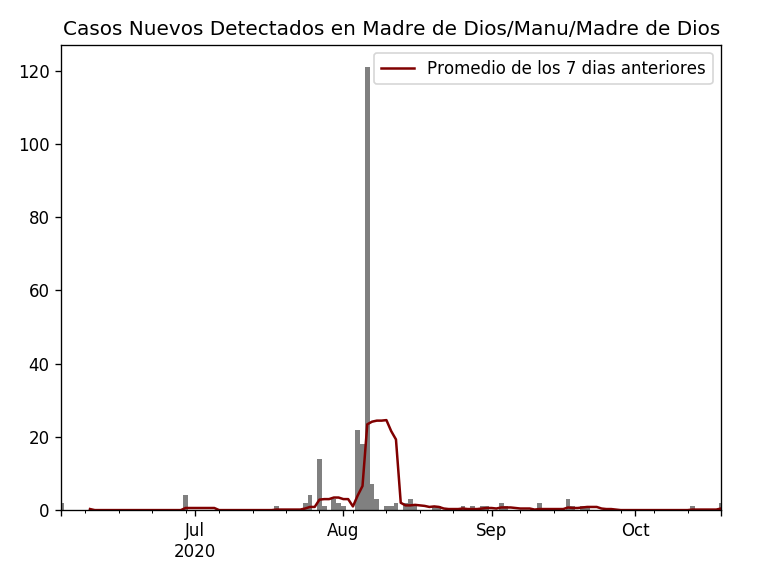 Casos Nuevos Detectados en Madre de Dios/Manu/Madre de Dios
Promedio de los 7 dias anteriores
120
100
80
60
40
20
0
Jul
2020
Aug
Sep
Oct